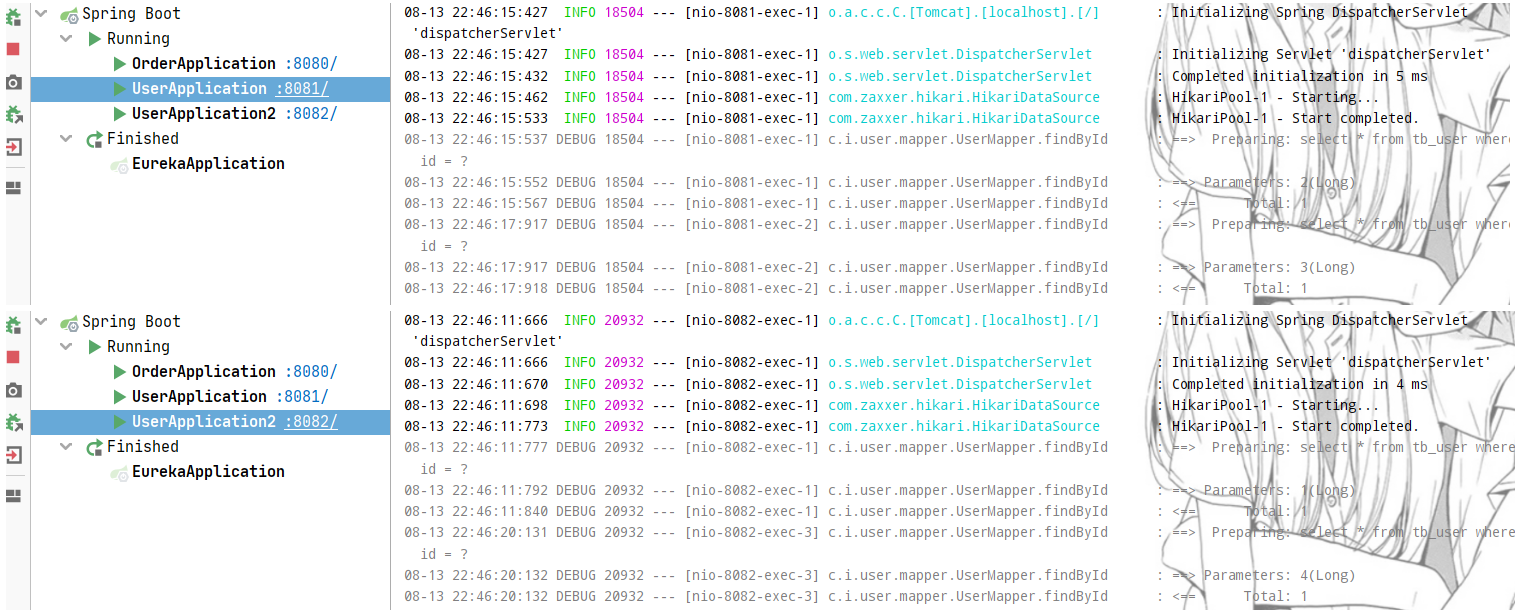 Spring Boot
Running
OrderApplication :8080/
UserApplication :8081/
UserApplication2 :8082/
Finished
EurekaApplication
08-13 22:46:15:427  INFO 18504 --- [nio-8081-exec-1] o.a.c.c.C.[Tomcat].[localhost].[/]       : Initializing Spring DispatcherServlet
'dispatcherServlet'
08-13 22:46:15:427  INFO 18504 --- [nio-8081-exec-1] o.s.web.servlet.DispatcherServlet        : Initializing Servlet 'dispatcherServlet'
08-13 22:46:15:432  INFO 18504 --- [nio-8081-exec-1] o.s.web.servlet.DispatcherServlet        : Completed initialization in 5 ms
08-13 22:46:15:462  INFO 18504 --- [nio-8081-exec-1] com.zaxxer.hikari.HikariDataSource       : HikariPool-1 - Starting...
08-13 22:46:15:533  INFO 18504 --- [nio-8081-exec-1] com.zaxxer.hikari.HikariDataSource       : HikariPool-1 - Start completed.
08-13 22:46:15:537 DEBUG 18504 --- [nio-8081-exec-1] c.i.user.mapper.UserMapper.findById      : ==>  Preparing: select * from tb_user where
id = ?
08-13 22:46:15:552 DEBUG 18504 --- [nio-8081-exec-1] c.i.user.mapper.UserMapper.findById      : ==> Parameters: 2(Long)
08-13 22:46:15:567 DEBUG 18504 --- [nio-8081-exec-1] c.i.user.mapper.UserMapper.findById      : <==      Total: 1
08-13 22:46:17:917 DEBUG 18504 --- [nio-8081-exec-2] c.i.user.mapper.UserMapper.findById      : ==>  Preparing: select * from tb_user where
id = ?
08-13 22:46:17:917 DEBUG 18504 --- [nio-8081-exec-2] c.i.user.mapper.UserMapper.findById      : ==> Parameters: 3(Long)
08-13 22:46:17:918 DEBUG 18504 --- [nio-8081-exec-2] c.i.user.mapper.UserMapper.findById      : <==      Total: 1
Spring Boot
Running
OrderApplication :8080/
UserApplication :8081/
UserApplication2 :8082/
Finished
EurekaApplication
08-13 22:46:11:666  INFO 20932 --- [nio-8082-exec-1] o.a.c.c.C.[Tomcat].[localhost].[/]       : Initializing Spring DispatcherServlet
'dispatcherServlet'
08-13 22:46:11:666  INFO 20932 --- [nio-8082-exec-1] o.s.web.servlet.DispatcherServlet        : Initializing Servlet 'dispatcherServlet'
08-13 22:46:11:670  INFO 20932 --- [nio-8082-exec-1] o.s.web.servlet.DispatcherServlet        : Completed initialization in 4 ms
08-13 22:46:11:698  INFO 20932 --- [nio-8082-exec-1] com.zaxxer.hikari.HikariDataSource       : HikariPool-1 - Starting...
08-13 22:46:11:773  INFO 20932 --- [nio-8082-exec-1] com.zaxxer.hikari.HikariDataSource       : HikariPool-1 - Start completed.
08-13 22:46:11:777 DEBUG 20932 --- [nio-8082-exec-1] c.i.user.mapper.UserMapper.findById      : ==>  Preparing: select * from tb_user where
id = ?
08-13 22:46:11:792 DEBUG 20932 --- [nio-8082-exec-1] c.i.user.mapper.UserMapper.findById      : ==> Parameters: 1(Long)
08-13 22:46:11:840 DEBUG 20932 --- [nio-8082-exec-1] c.i.user.mapper.UserMapper.findById      : <==      Total: 1
08-13 22:46:20:131 DEBUG 20932 --- [nio-8082-exec-3] c.i.user.mapper.UserMapper.findById      : ==>  Preparing: select * from tb_user where
id = ?
08-13 22:46:20:132 DEBUG 20932 --- [nio-8082-exec-3] c.i.user.mapper.UserMapper.findById      : ==> Parameters: 4(Long)
08-13 22:46:20:132 DEBUG 20932 --- [nio-8082-exec-3] c.i.user.mapper.UserMapper.findById      : <==      Total: 1